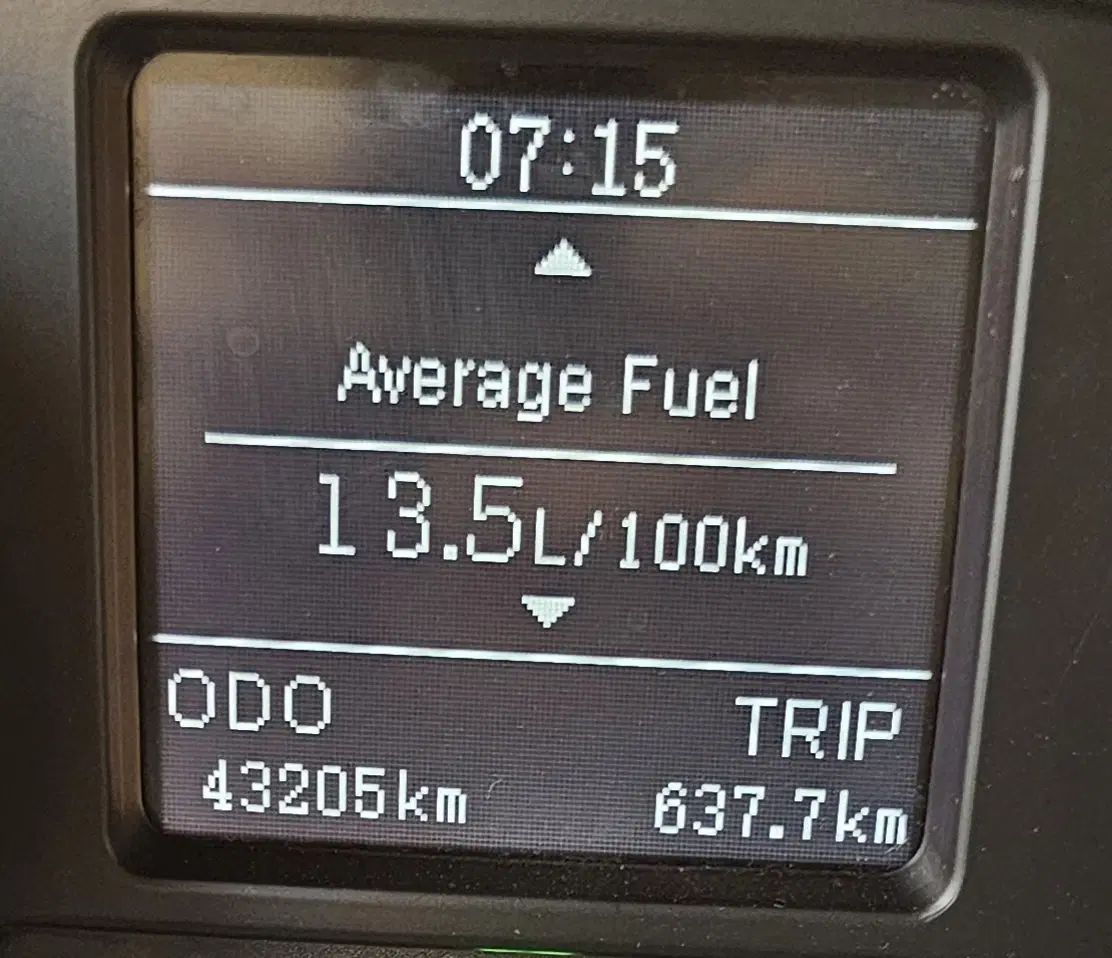 07:15
Average Fuel
13.5L/100km
ODO TRIP
43205km 637.7km